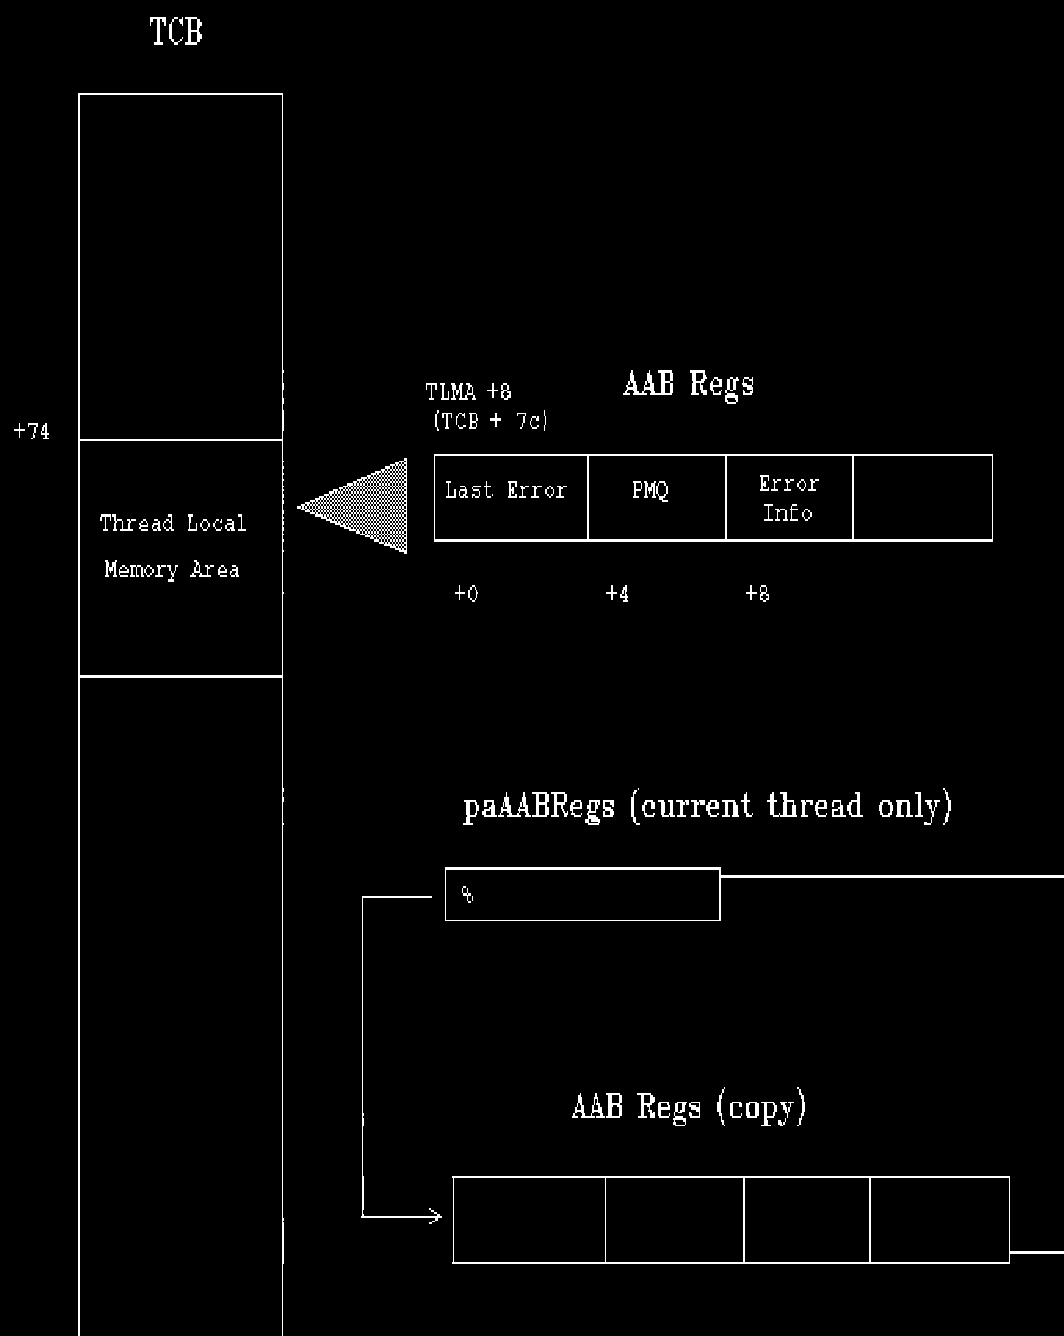 TCB
TLMA +8
(TCB + 7c)
AAB Regs
+74
Last Error
PMQ
Error
Info
Thread Local
Memory Area
+0
+4
+8
paAABRegs (current thread only)
%
AAB Regs (copy)